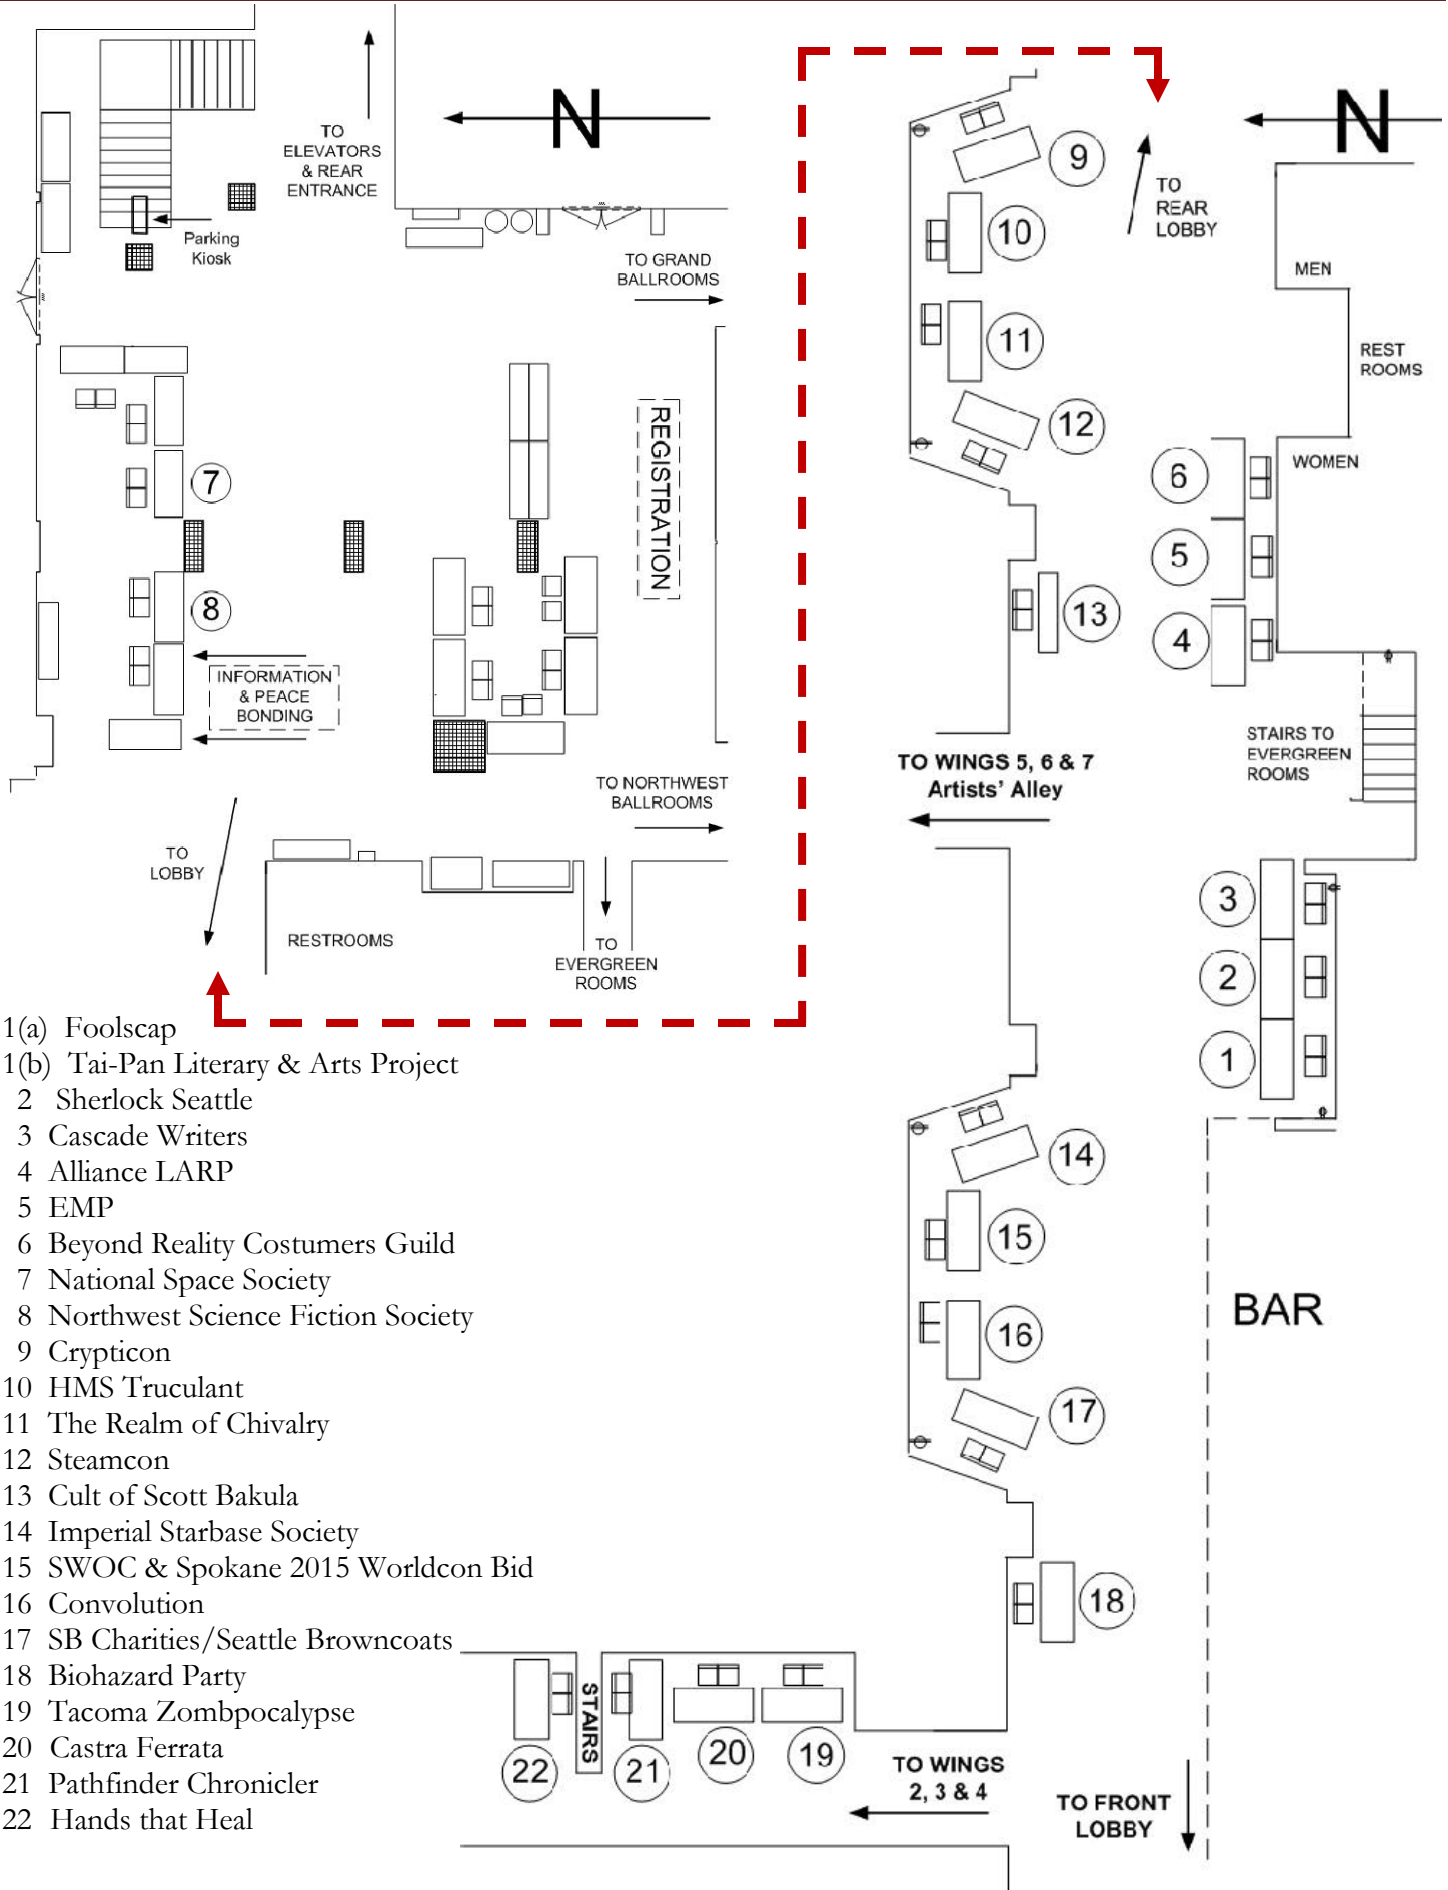 N
TO
ELEVATORS
& REAR
ENTRANCE
Parking
Kiosk
TO GRAND
BALLROOMS
REGISTRATION
7
8
INFORMATION
& PEACE
BONDING
TO NORTHWEST
BALLROOMS
TO
LOBBY
RESTROOMS
TO
EVERGREEN
ROOMS
N
9
TO
REAR
LOBBY
10
MEN
11
REST
ROOMS
12
WOMEN
6
5
13
4
STAIRS TO
EVERGREEN
ROOMS
TO WINGS 5, 6 & 7
Artists' Alley
3
2
1
14
15
BAR
16
17
18
STAIRS
22
21
20
19
TO WINGS
2, 3 & 4
TO FRONT
LOBBY
1(a) Foolscap
1(b) Tai-Pan Literary & Arts Project
2 Sherlock Seattle
3 Cascade Writers
4 Alliance LARP
5 EMP
6 Beyond Reality Costumers Guild
7 National Space Society
8 Northwest Science Fiction Society
9 Crypticon
10 HMS Truculant
11 The Realm of Chivalry
12 Steamcon
13 Cult of Scott Bakula
14 Imperial Starbase Society
15 SWOC & Spokane 2015 Worldcon Bid
16 Convolution
17 SB Charities/Seattle Browncoats
18 Biohazard Party
19 Tacoma Zombpocalypse
20 Castra Ferrata
21 Pathfinder Chronicler
22 Hands that Heal